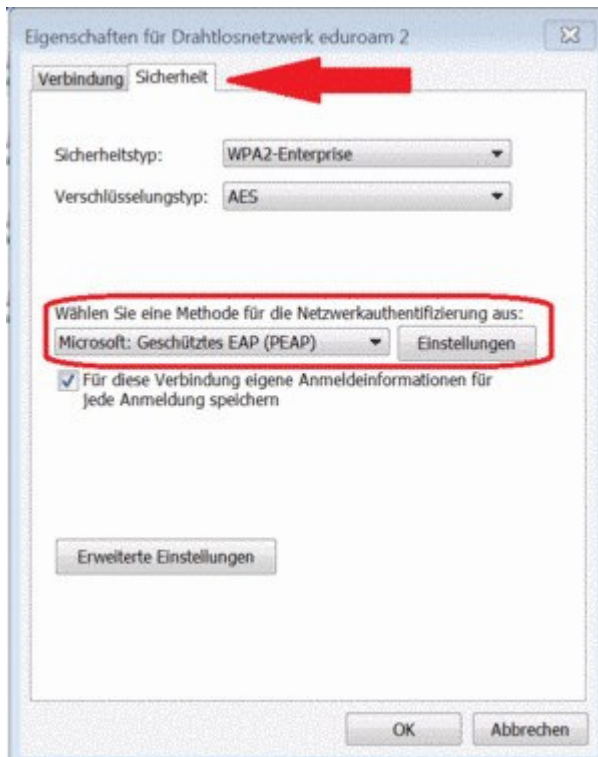 Eigenschaften für Drahtlosnetzwerk eduroam 2
Verbindung Sicherheit
Sicherheitstyp: WPA2-Enterprise
Verschlüsselungstyp: AES
Wählen Sie eine Methode für die Netzwerkauthentifizierung aus:
Microsoft: Geschütztes EAP (PEAP) Einstellungen
Für diese Verbindung eigene Anmeldeinformationen für
jede Anmeldung speichern
Erweiterte Einstellungen
OK Abbrechen